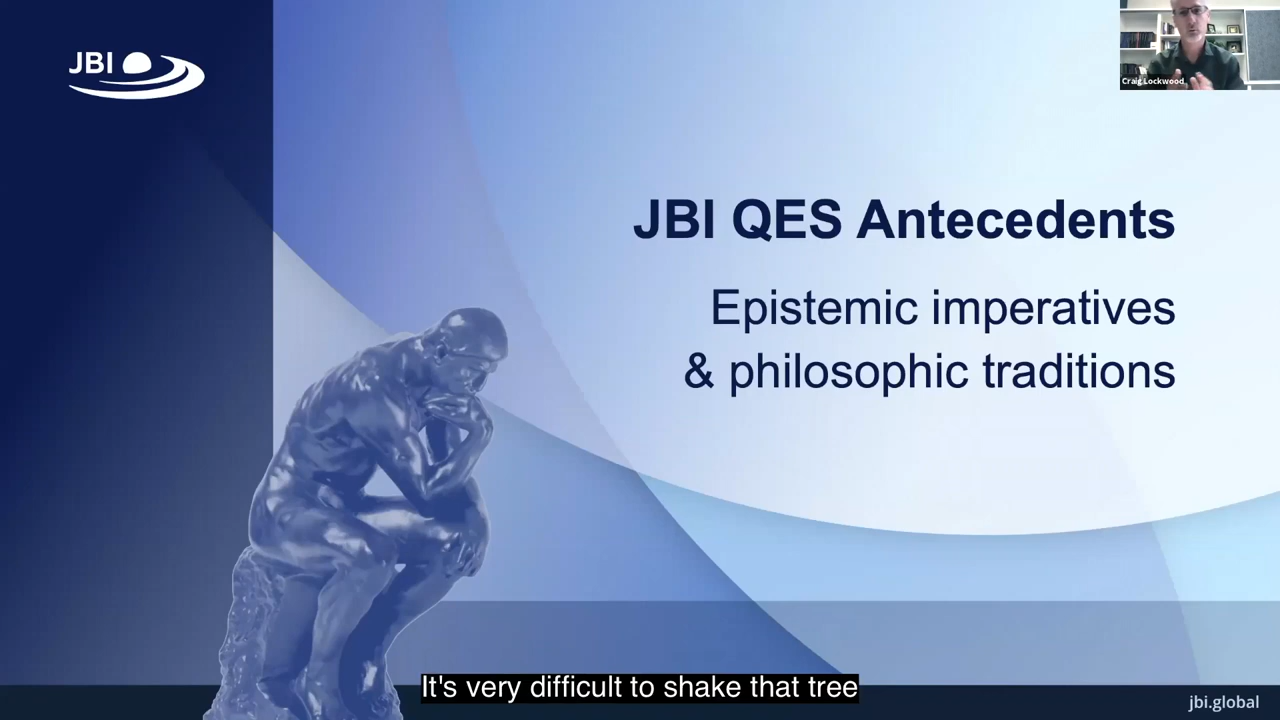 JBI
Craig Lockwood
JBI QES Antecedents
Epistemic imperatives
& philosophic traditions
It's very difficult to shake that tree
jbi.global